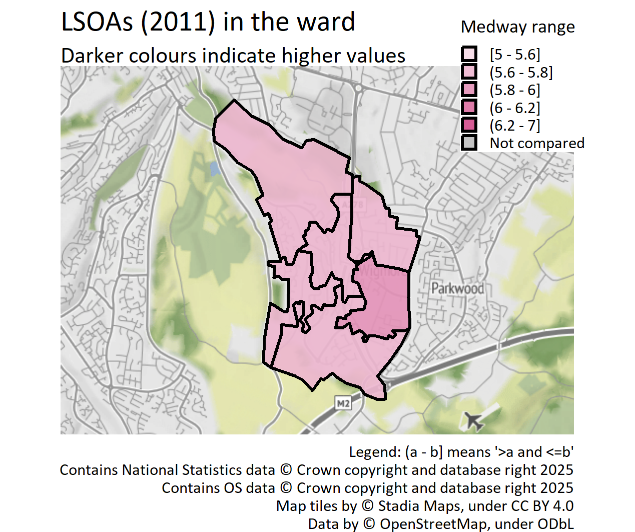 LSOAs (2011) in the ward
Darker colours indicate higher values
Medway range
[5 - 5.6]
(5.6 - 5.8]
(5.8 - 6]
(6 - 6.2]
(6.2 - 7]
Not compared
Parkwood
M2
Legend: (a - b] means '>a and <=b'
Contains National Statistics data © Crown copyright and database right 2025
Contains OS data © Crown copyright and database right 2025
Map tiles by © Stadia Maps, under CC BY 4.0
Data by © OpenStreetMap, under ODbL